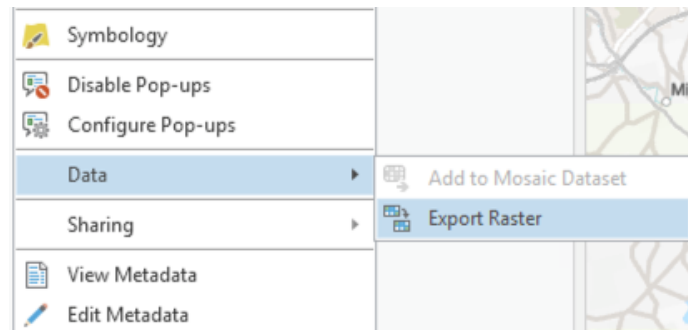 Symbology
Disable Pop-ups
Configure Pop-ups
Data
Add to Mosaic Dataset
Export Raster
Sharing
View Metadata
Edit Metadata
Mi